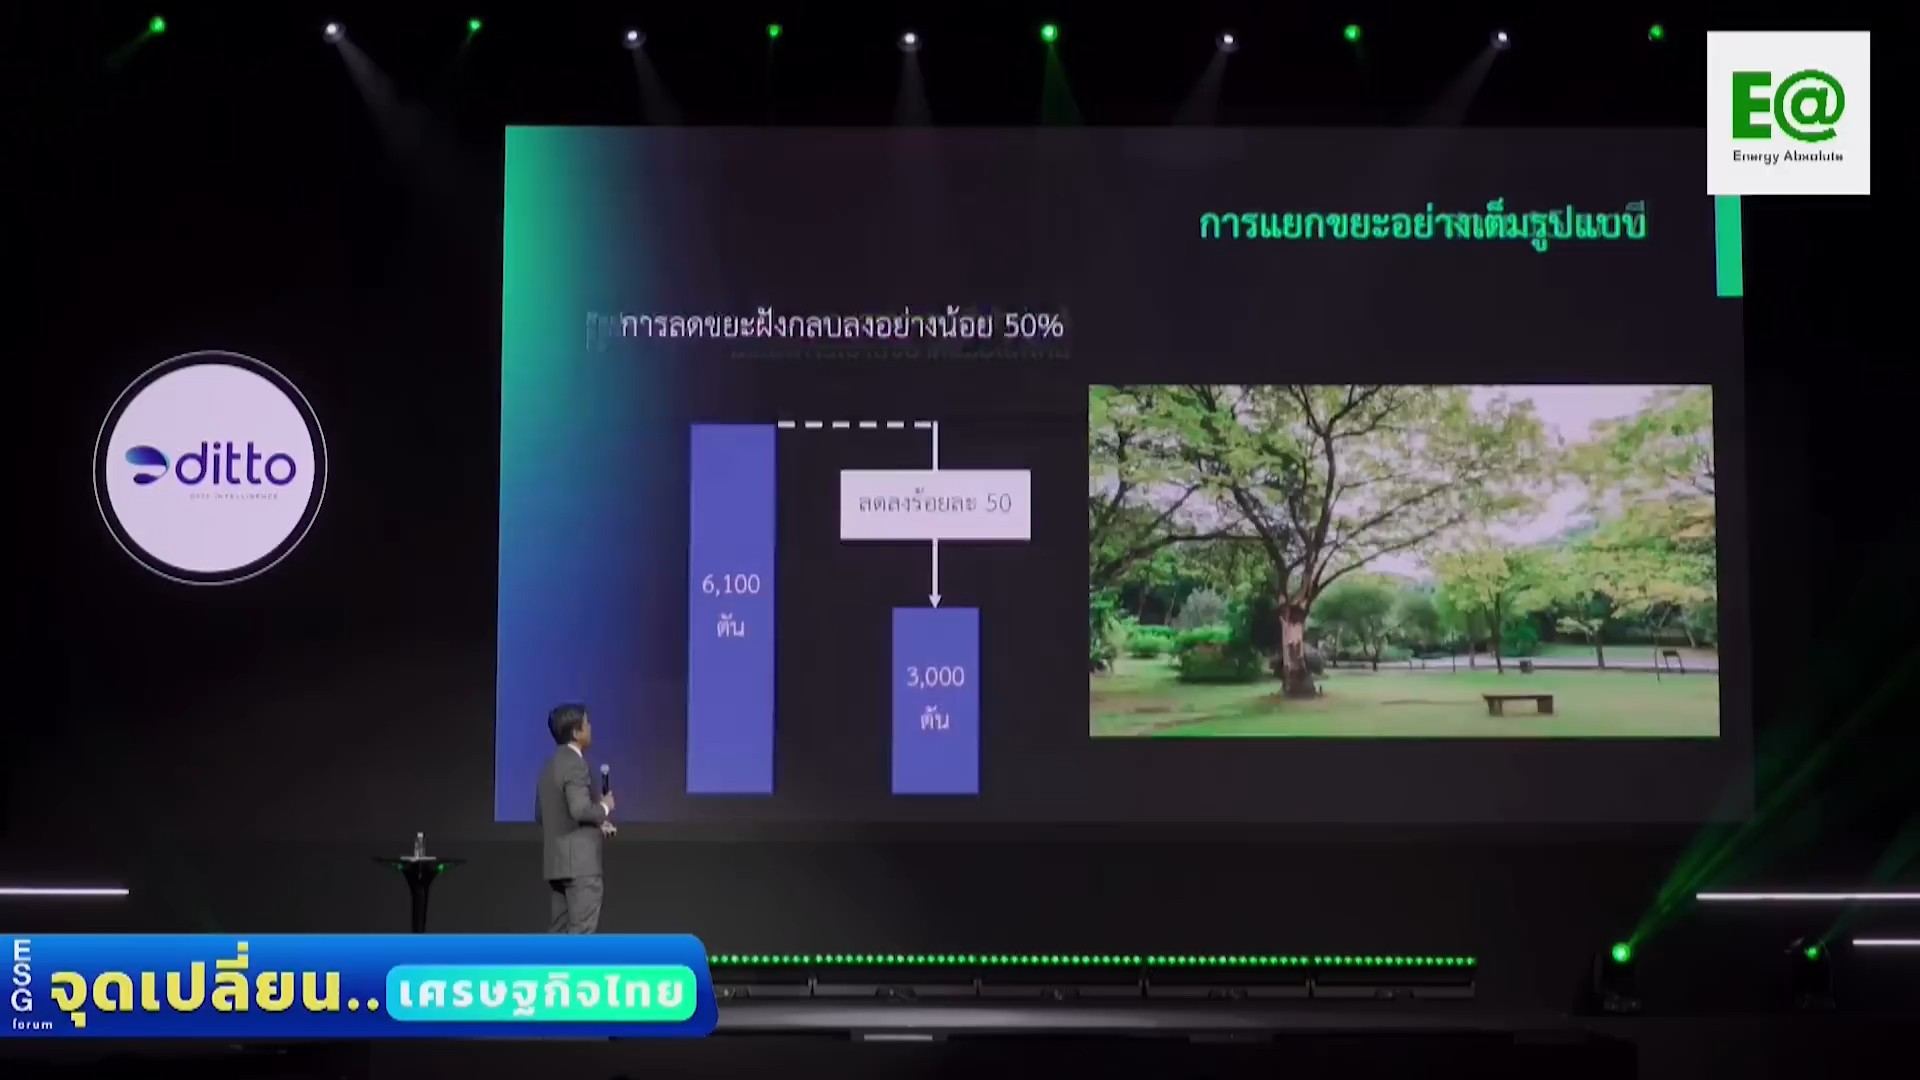 E@
Energy Absolute
การแยกขยะอย่างเต็มรูปแบบ
การลดขยะฝังกลบลงอย่างน้อย 50%
ditto
DATA INTELLIGENCE
ลดลงร้อยละ 50
6,100
ตัน
3,000
ตัน
ESG
forum
จุดเปลี่ยน..
เศรษฐกิจไทย